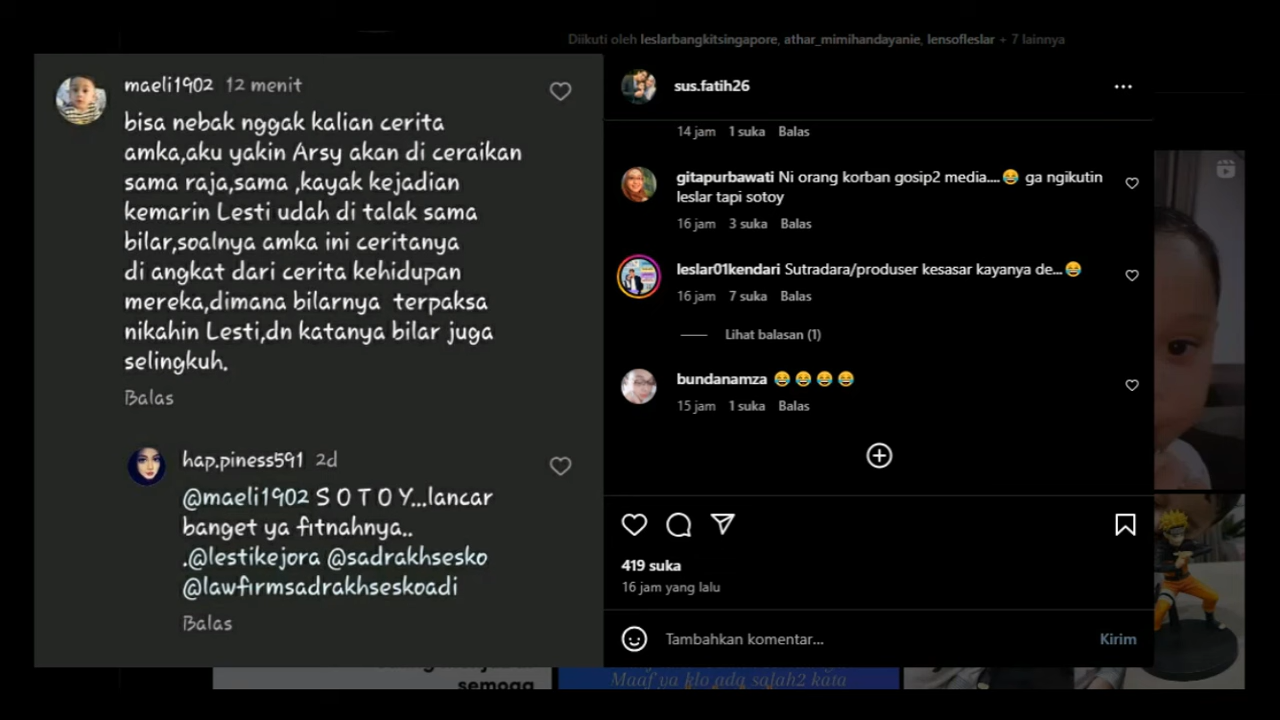 Diikuti oleh leslarbangkitsingapore, athar_mimihandayanie, lensofleslar + 7 lainnya
maeli1902 12 menit
bisa nebak nggak kalian cerita
amka,aku yakin Arsy akan di ceraikan
sama raja,sama ,kayak kejadian
kemarin Lesti udah di talak sama
bilar,soalnya amka ini ceritanya
di angkat dari cerita kehidupan
mereka,dimana bilarnya terpaksa
nikahin Lesti,dn katanya bilar juga
selingkuh.
Balas
hap.piness591 2d
@maeli1902 S O T O Y...lancar
banget ya fitnahnya..
.@lestikejora @sadrakhsesko
@lawfirmsadrakhseskoadi
Balas
sus.fatih26
14 jam 1 suka Balas
gitapurbawati Ni orang korban gosip2 media....😂 ga ngikutin
leslar tapi sotoy
16 jam 3 suka Balas
leslar01kendari Sutradara/produser kesasar kayanya de...😂
16 jam 7 suka Balas
Lihat balasan (1)
bundanamza 😂😂😂😂
15 jam 1 suka Balas
419 suka
16 jam yang lalu
Tambahkan komentar...
Kirim
semoga
Maaf ya klo ada salah2 kata